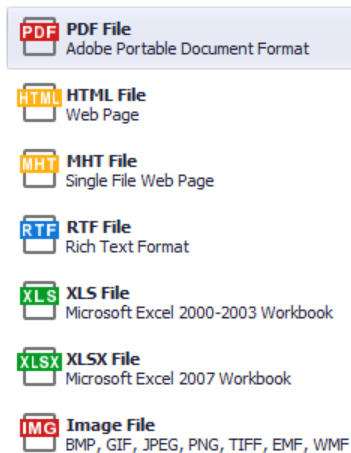 PDF PDF File
Adobe Portable Document Format
HTML HTML File
Web Page
MHT MHT File
Single File Web Page
RTF RTF File
Rich Text Format
XLS XLS File
Microsoft Excel 2000-2003 Workbook
XLSX XLSX File
Microsoft Excel 2007 Workbook
IMG Image File
BMP, GIF, JPEG, PNG, TIFF, EMF, WMF